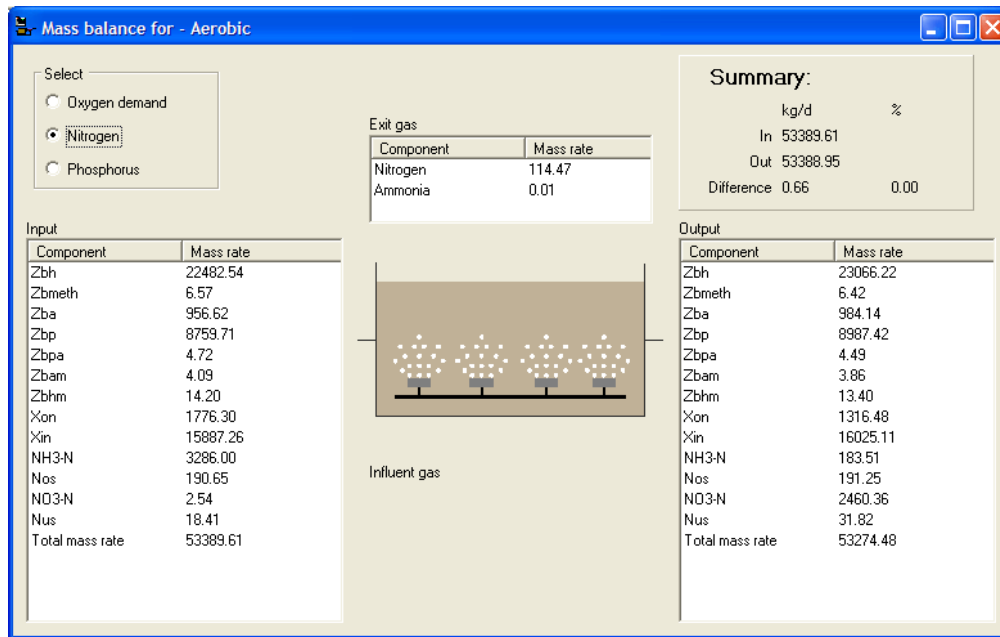 Mass balance for - Aerobic
Select
Oxygen demand
Nitrogen
Phosphorus
Exit gas
Component Mass rate
Nitrogen 114.47
Ammonia 0.01
Summary:
kg/d %
In 53389.61
Out 53388.95
Difference 0.66 0.00
Input
Component Mass rate
Zbh 22482.54
Zbmeth 6.57
Zba 956.62
Zbp 8759.71
Zbpa 4.72
Zbam 4.09
Zbhm 14.20
Xon 1776.30
Xin 15887.26
NH3-N 3286.00
Nos 190.65
NO3-N 2.54
Nus 18.41
Total mass rate 53389.61
Influent gas
Output
Component Mass rate
Zbh 23066.22
Zbmeth 6.42
Zba 984.14
Zbp 8987.42
Zbpa 4.49
Zbam 3.86
Zbhm 13.40
Xon 1316.48
Xin 16025.11
NH3-N 183.51
Nos 191.25
NO3-N 2460.36
Nus 31.82
Total mass rate 53274.48